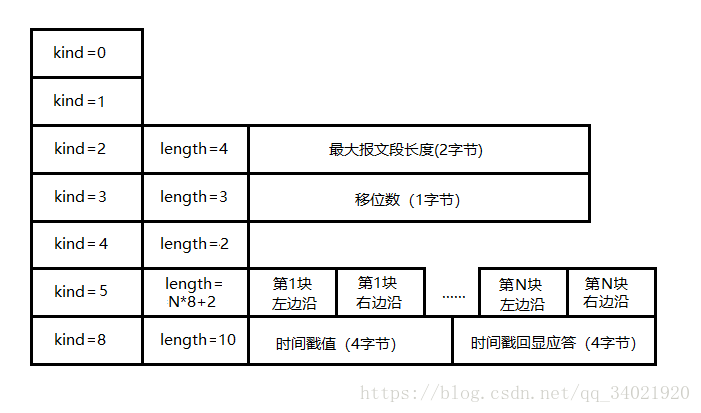 kind=0
kind=1
kind=2 length=4 最大报文段长度(2字节)
kind=3 length=3 移位数（1字节）
kind=4 length=2
kind=5 length= 第1块 第1块 ...... 第N块 第N块
N*8+2 左边沿 右边沿 左边沿 右边沿
kind=8 length=10 时间戳值（4字节） 时间戳回显应答（4字节）
https://blog.csdn.net/qq_34021920